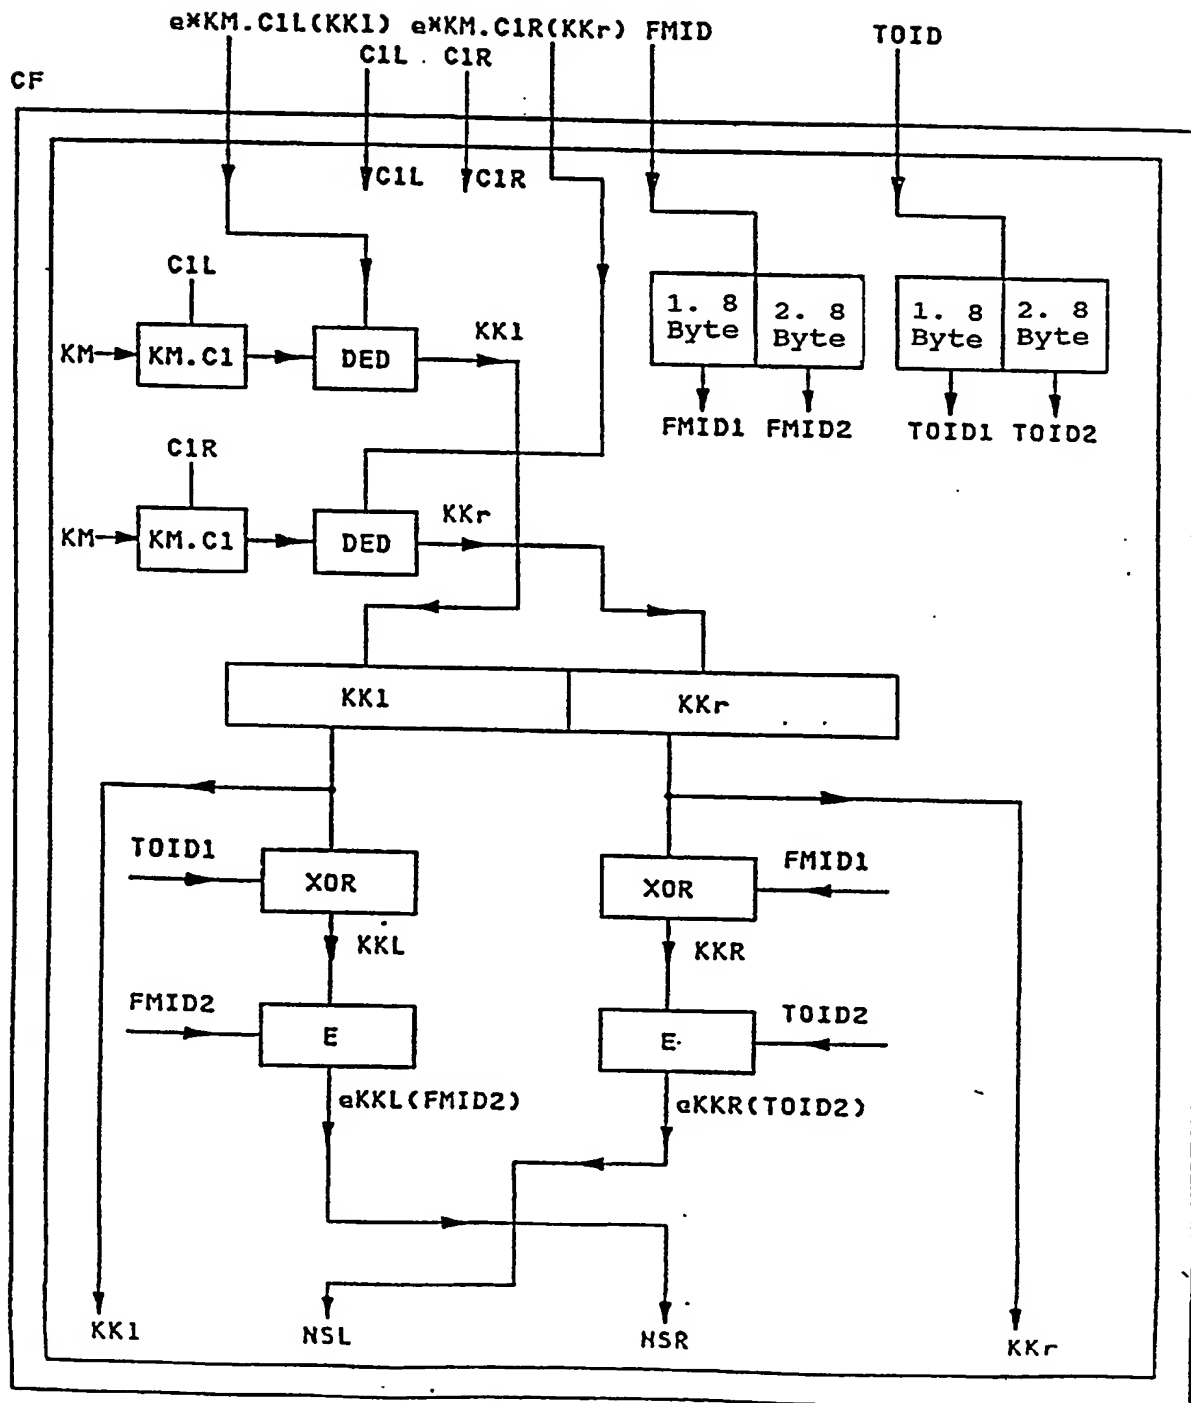 e*KM.C1L(KK1) e*KM.C1R(KKr) FMID TOID
C1L C1R
CF
C1L C1R
C1L
KM KM.C1 DED KK1
1. 8 Byte 2. 8 Byte
1. 8 Byte 2. 8 Byte
FMID1 FMID2 TOID1 TOID2
C1R
KM KM.C1 DED KKr
KK1 KKr
TOID1 XOR XOR FMID1
KKL KKR
FMID2 E E TOID2
eKKL(FMID2) eKKR(TOID2)
KK1 NSL NSR KKr